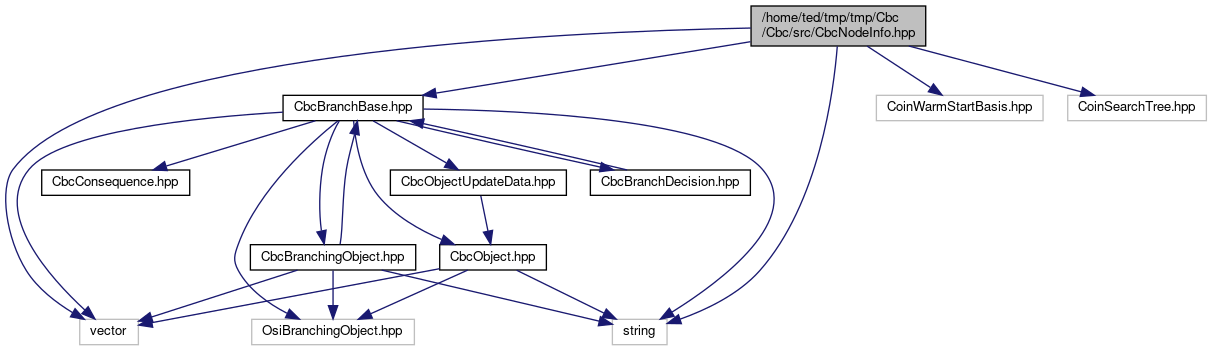 /home/ted/tmp/tmp/Cbc
/Cbc/src/CbcNodeInfo.hpp
CbcBranchBase.hpp
CoinWarmStartBasis.hpp
CoinSearchTree.hpp
CbcConsequence.hpp
CbcObjectUpdateData.hpp
CbcBranchDecision.hpp
CbcBranchingObject.hpp
CbcObject.hpp
vector
OsiBranchingObject.hpp
string